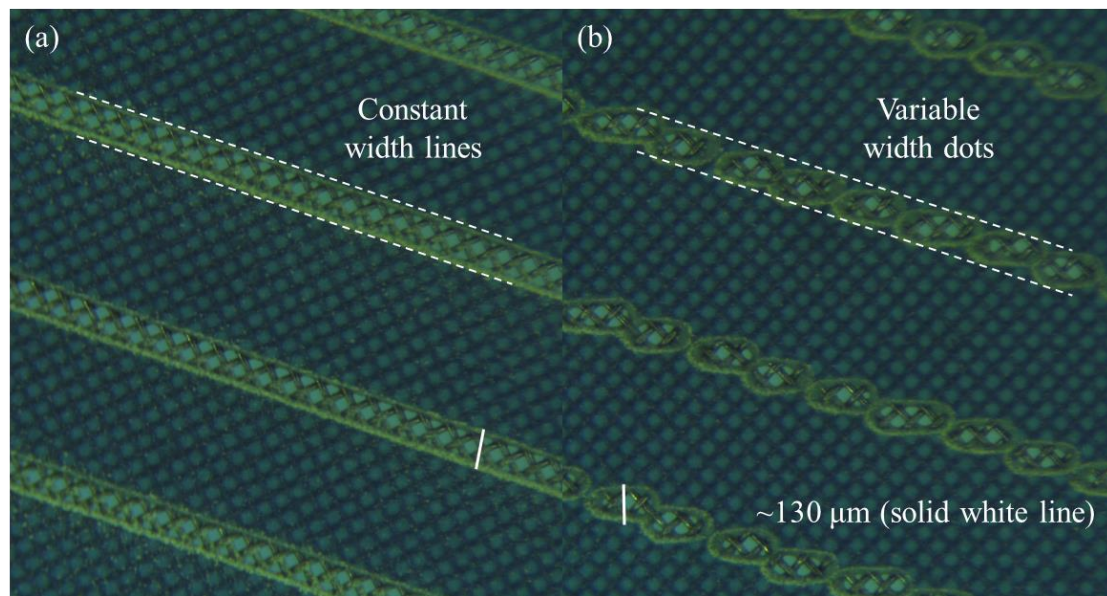 (a)
Constant
width lines
(b)
Variable
width dots
~130 μm (solid white line)